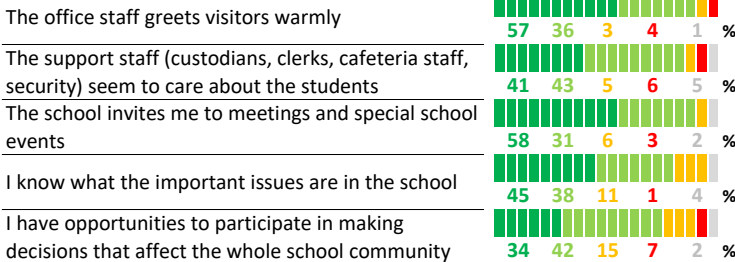 The office staff greets visitors warmly
57 36 3 4 1 %
The support staff (custodians, clerks, cafeteria staff,
security) seem to care about the students
41 43 5 6 5 %
The school invites me to meetings and special school
events
58 31 6 3 2 %
I know what the important issues are in the school
45 38 11 1 4 %
I have opportunities to participate in making
decisions that affect the whole school community
34 42 15 7 2 %